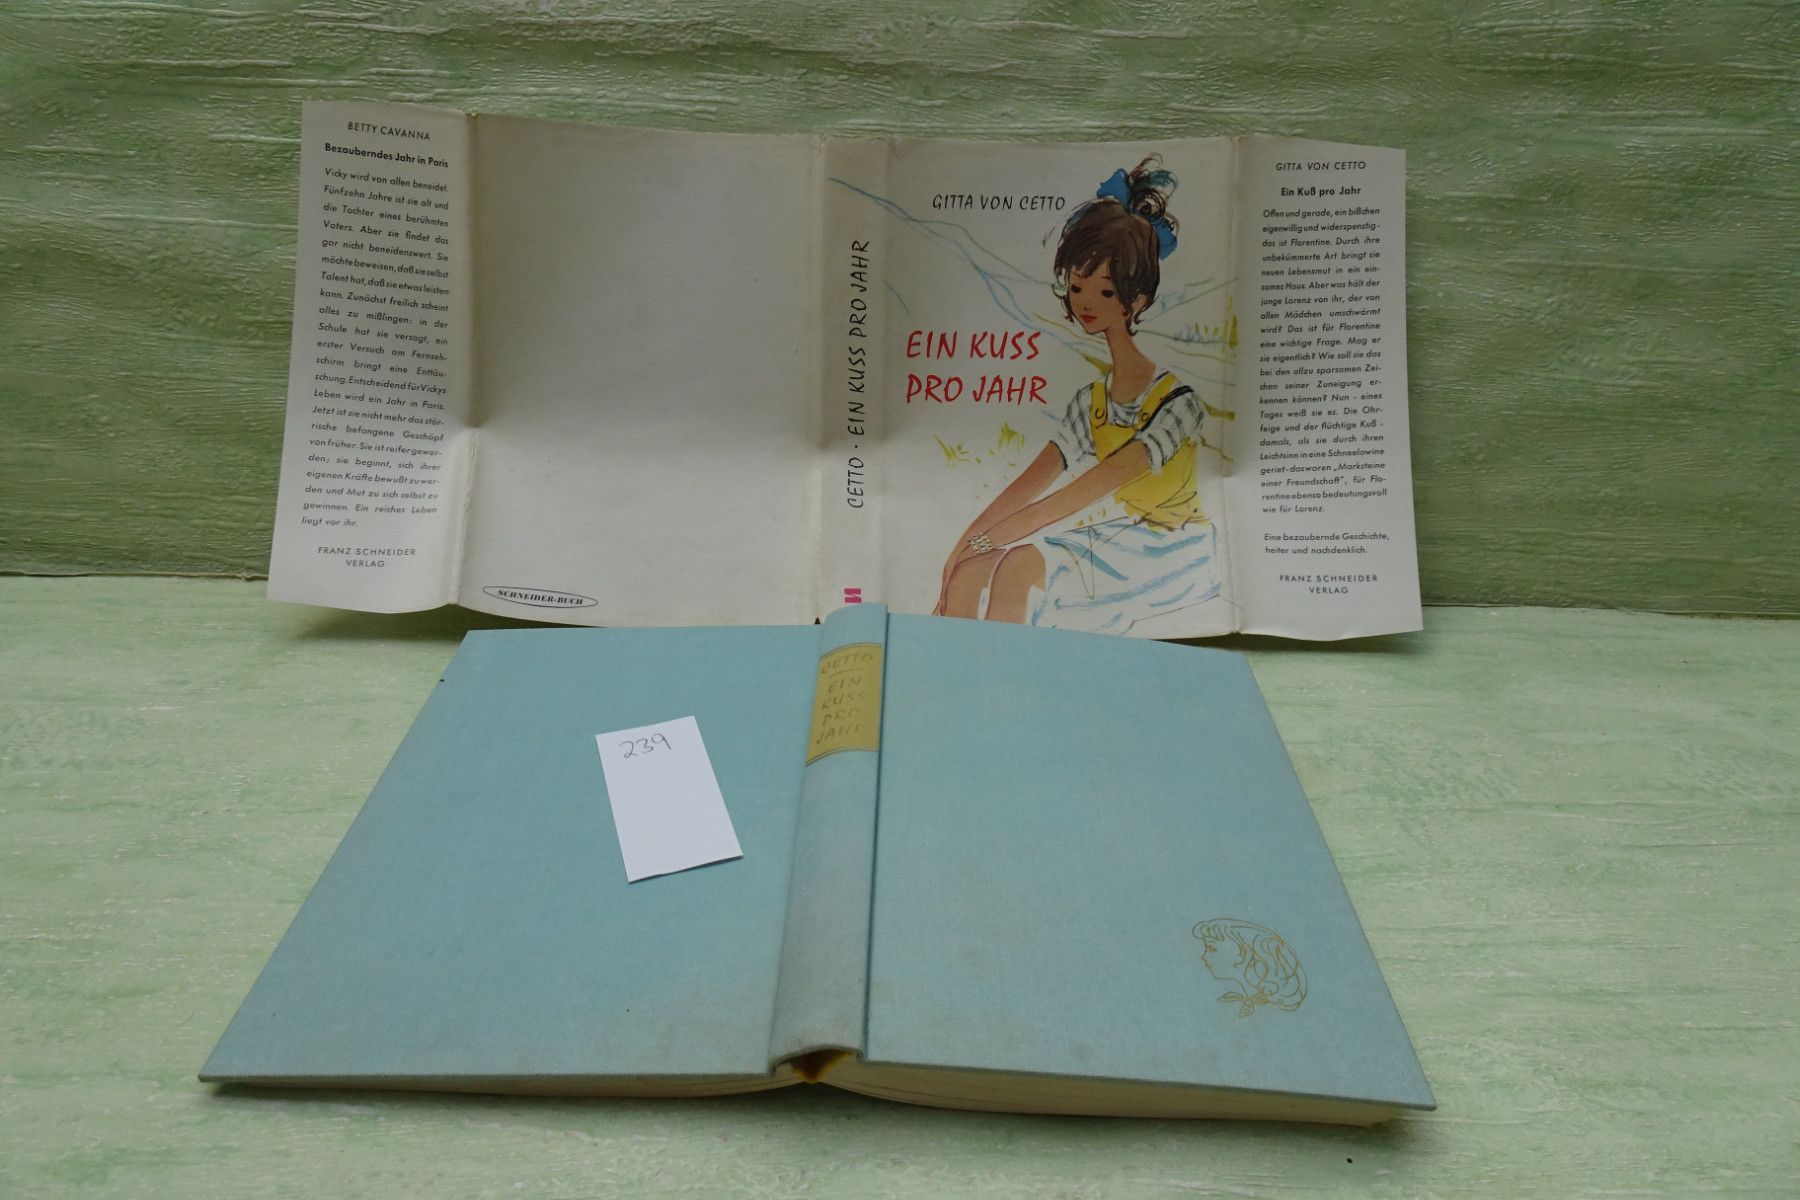 BETTY CAVANNA
Bezauberndes Jahr in Paris
Vicky wird von allen beneidet.
Fünfzehn Jahre ist sie alt und
die Tochter eines berühmten
Vaters. Aber sie findet das
gar nicht beneidenswert. Sie
möchte beweisen, daß sie selbst
Talent hat, daß sie etwas leisten
kann. Zunächst freilich scheint
alles zu mißlingen: in der
Schule hat sie versagt, ein
erster Versuch am Fernseh-
schirm bringt eine Enttäu-
schung. Entscheidend für Vickys
Leben wird ein Jahr in Paris.
Jetzt ist sie nicht mehr das stör-
rische befangene Geschöpf
von früher. Sie ist reifer gewor-
den; sie beginnt, sich ihrer
eigenen Kräfte bewußt zu wer-
den und Mut zu sich selbst zu
gewinnen. Ein reiches Leben
liegt vor ihr.
FRANZ SCHNEIDER
VERLAG
SCHNEIDER-BUCH
CETTO · EIN KUSS PRO JAHR
GITTA VON CETTO
EIN KUSS
PRO JAHR
GITTA VON CETTO
Ein Kuß pro Jahr
Offen und gerade, ein bißchen
eigenwillig und widerspenstig -
das ist Florentine. Durch ihre
unbekümmerte Art bringt sie
neuen Lebensmut in ein ein-
sames Haus. Aber was hält der
junge Lorenz von ihr, der von
allen Mädchen umschwärmt
wird? Das ist für Florentine
eine wichtige Frage. Mag er
sie eigentlich? Wie soll sie das
bei den allzu sparsamen Zei-
chen seiner Zuneigung er-
kennen können? Nun - eines
Tages weiß sie es. Die Ohr-
feige und der flüchtige Kuß -
damals, als sie durch ihren
Leichtsinn in eine Schneelawine
geriet - das waren „Marksteine
einer Freundschaft", für Flo-
rentine ebenso bedeutungsvoll
wie für Lorenz.
Eine bezaubernde Geschichte,
heiter und nachdenklich.
FRANZ SCHNEIDER
VERLAG
CETTO
EIN
KUSS
PRO
JAHR
239